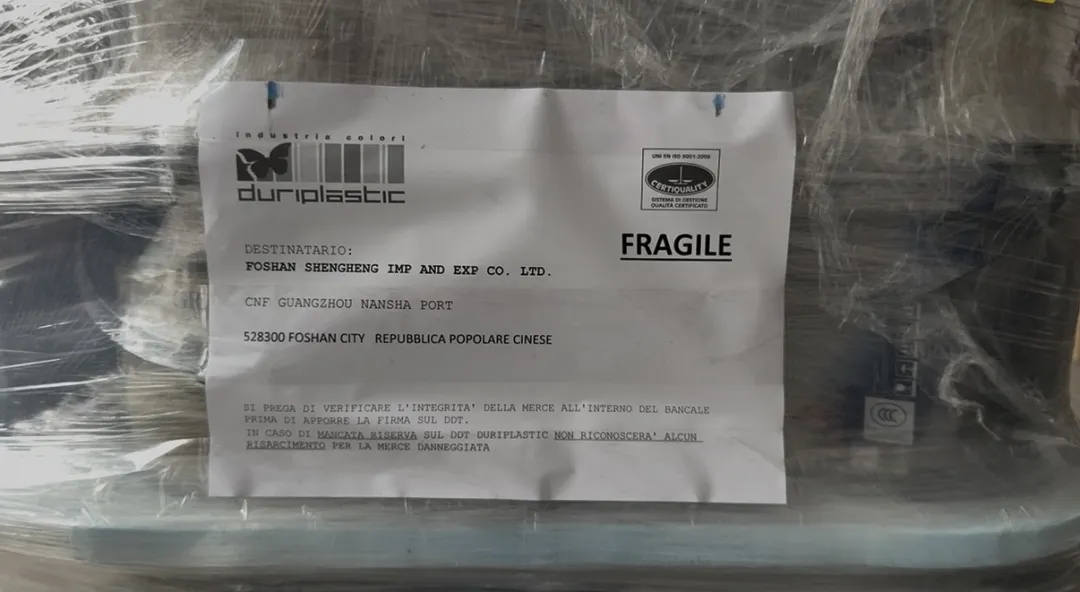 industria colori
duriplastic
UNI EN ISO 9001:2008
CERTIQUALITY
SISTEMA DI GESTIONE
QUALITÀ CERTIFICATO
FRAGILE
DESTINATARIO:
FOSHAN SHENGHENG IMP AND EXP CO. LTD.
CNF GUANGZHOU NANSHA PORT
528300 FOSHAN CITY REPUBBLICA POPOLARE CINESE
SI PREGA DI VERIFICARE L'INTEGRITA' DELLA MERCE ALL'INTERNO DEL BANCALE
PRIMA DI APPORRE LA FIRMA SUL DDT.
IN CASO DI MANCATA RISERVA SUL DDT DURIPLASTIC NON RICONOSCERA' ALCUN
RISARCIMENTO PER LA MERCE DANNEGGIATA
CCC